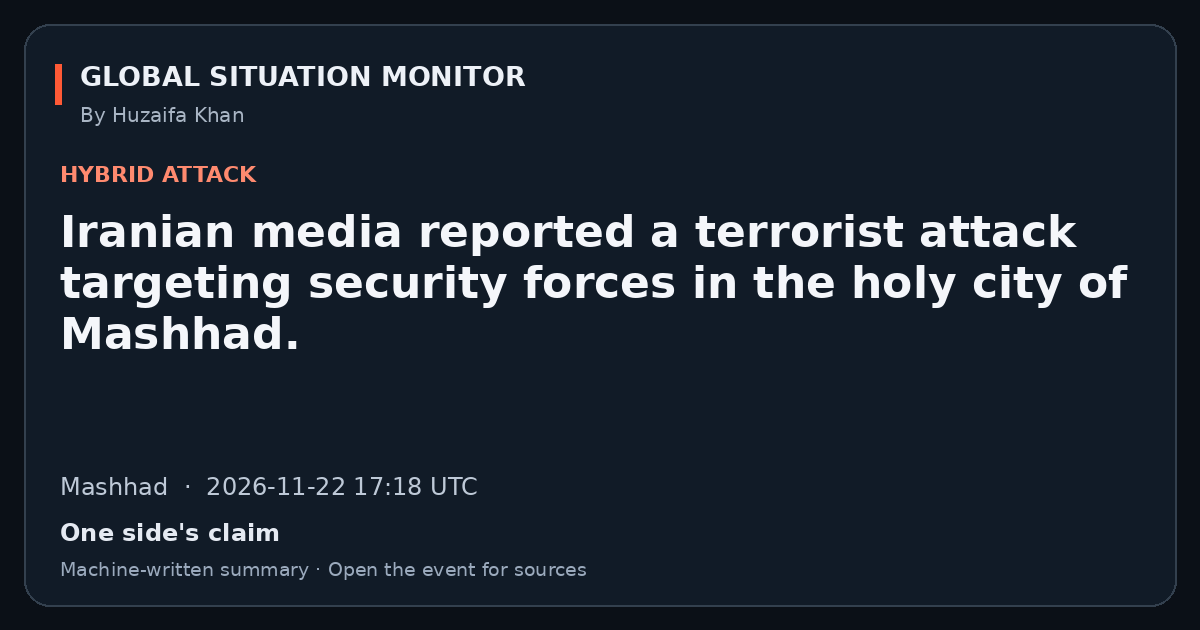 GLOBAL SITUATION MONITOR
By Huzaifa Khan
HYBRID ATTACK
Iranian media reported a terrorist attack
targeting security forces in the holy city of
Mashhad.
Mashhad · 2026-11-22 17:18 UTC
One side's claim
Machine-written summary · Open the event for sources